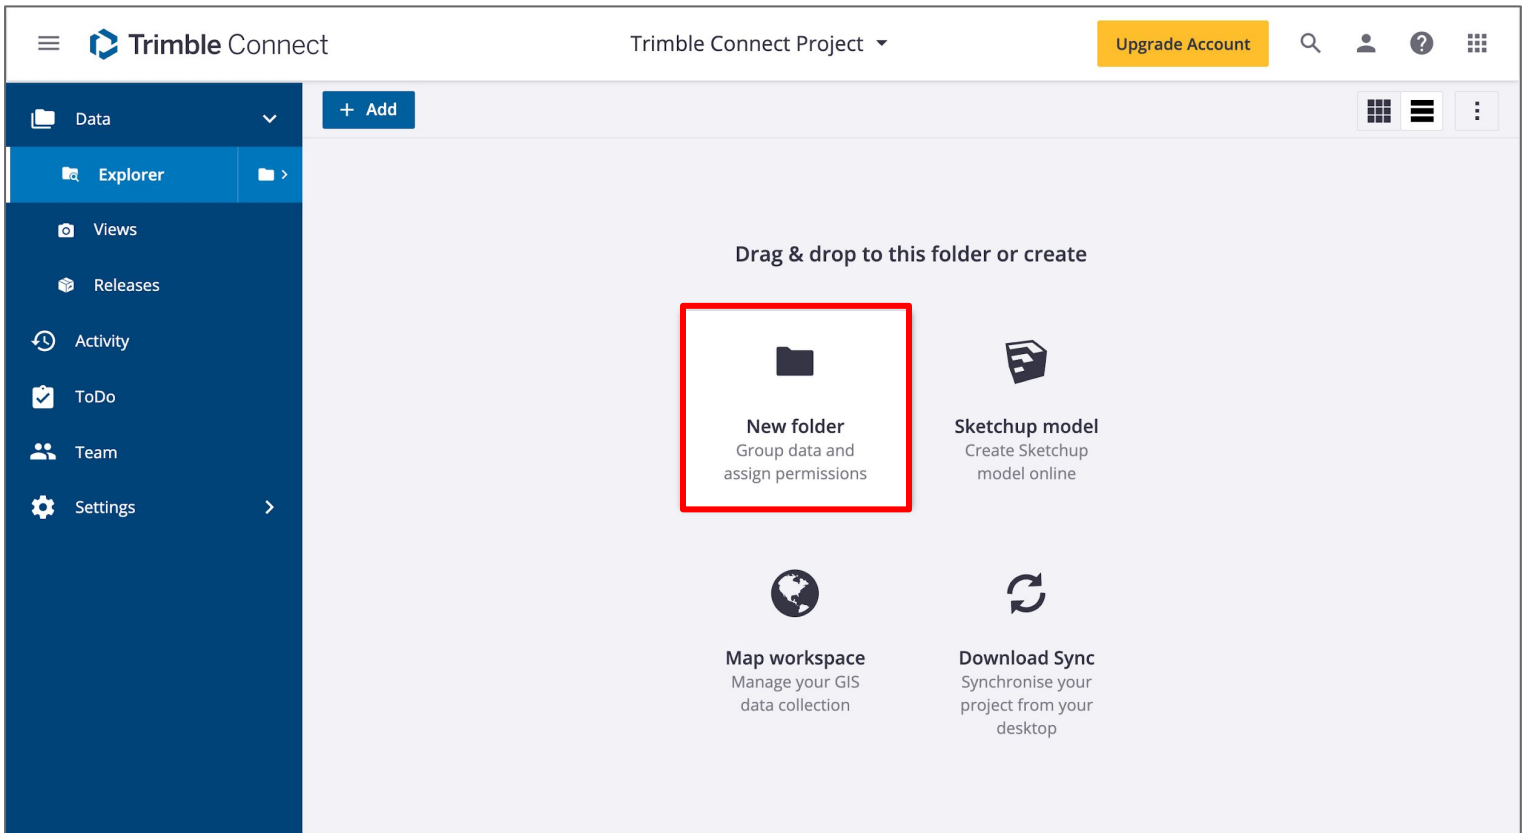 Trimble Connect
Trimble Connect Project
Upgrade Account
Data
+ Add
Explorer
Views
Releases
Activity
ToDo
Team
Settings
Drag & drop to this folder or create
New folder
Group data and
assign permissions
Sketchup model
Create Sketchup
model online
Map workspace
Manage your GIS
data collection
Download Sync
Synchronise your
project from your
desktop